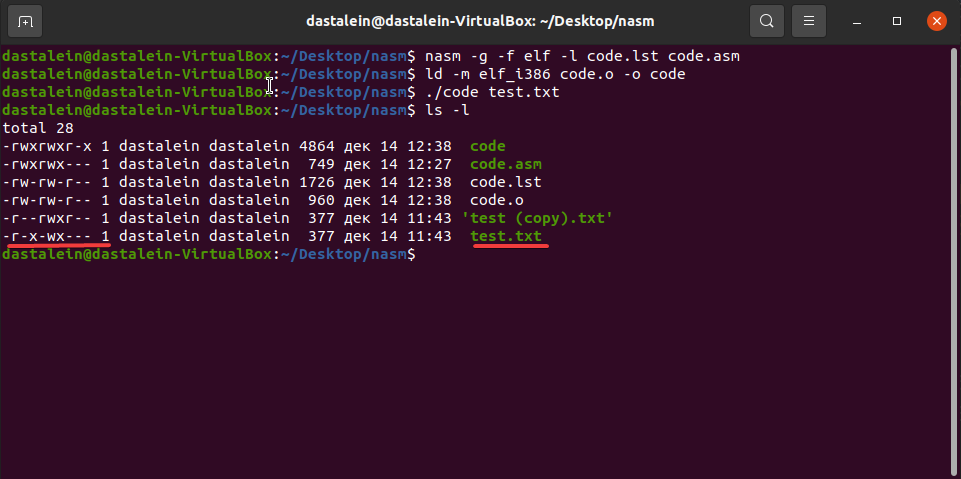 dastalein@dastalein-VirtualBox: ~/Desktop/nasm
dastalein@dastalein-VirtualBox:~/Desktop/nasm$ nasm -g -f elf -l code.lst code.asm
dastalein@dastalein-VirtualBox:~/Desktop/nasm$ ld -m elf_i386 code.o -o code
dastalein@dastalein-VirtualBox:~/Desktop/nasm$ ./code test.txt
dastalein@dastalein-VirtualBox:~/Desktop/nasm$ ls -l
total 28
-rwxrwxr-x 1 dastalein dastalein 4864 дек 14 12:38  code
-rwxrwx--- 1 dastalein dastalein  749 дек 14 12:27  code.asm
-rw-rw-r-- 1 dastalein dastalein 1726 дек 14 12:38  code.lst
-rw-rw-r-- 1 dastalein dastalein  960 дек 14 12:38  code.o
-r--rwxr-- 1 dastalein dastalein  377 дек 14 11:43 'test (copy).txt'
-r-x-wx--- 1 dastalein dastalein  377 дек 14 11:43  test.txt
dastalein@dastalein-VirtualBox:~/Desktop/nasm$